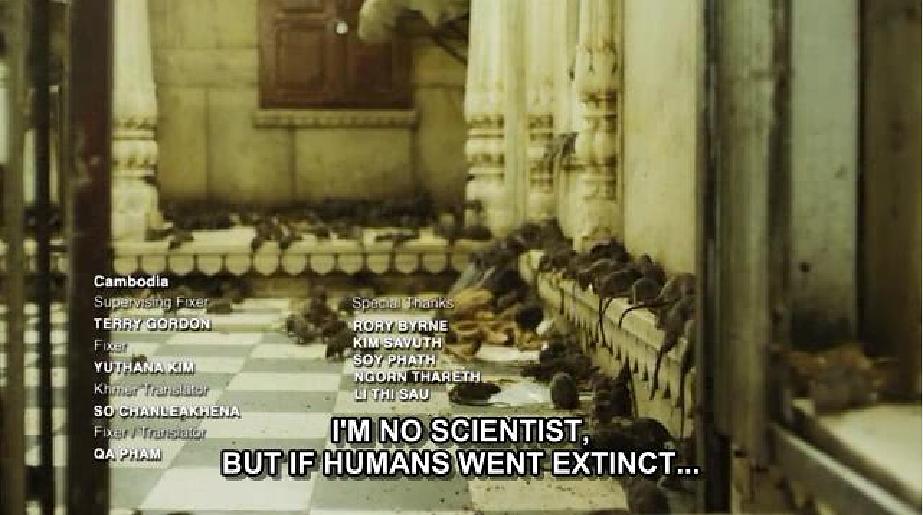 Cambodia
Supervising Fixer
TERRY GORDON
Fixer
YUTHANA KIM
Khmer Translator
SO CHANLEAKHENA
Fixer / Translator
QA PHAM
Special Thanks
RORY BYRNE
KIM SAVUTH
SOY PHATH
NGORN THARETH
LI THI SAU
I'M NO SCIENTIST,
BUT IF HUMANS WENT EXTINCT...